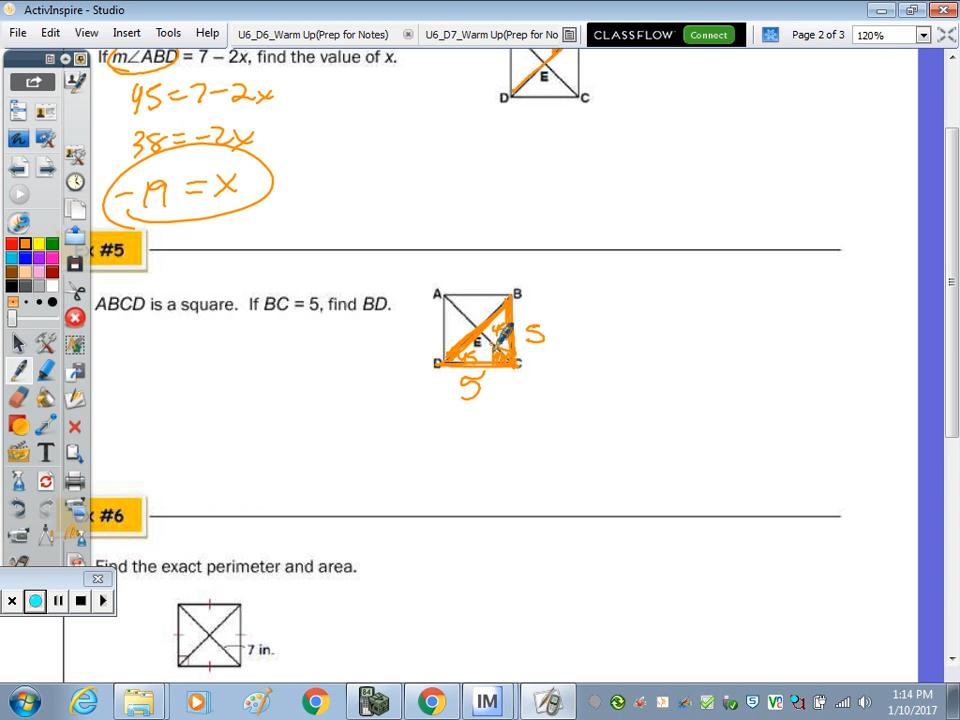 ActivInspire - Studio
File Edit View Insert Tools Help
U6_D6_Warm Up(Prep for Notes)
U6_D7_Warm Up(Prep for No
CLASSFLOW Connect
Page 2 of 3
120%
If m∠ABD = 7 – 2x, find the value of x.
45 = 7 - 2x
38 = -2x
-19 = x
E
D C
x #5
ABCD is a square. If BC = 5, find BD.
A B
E
45
D C
5
5
x #6
Find the exact perimeter and area.
7 in.
1:14 PM
1/10/2017